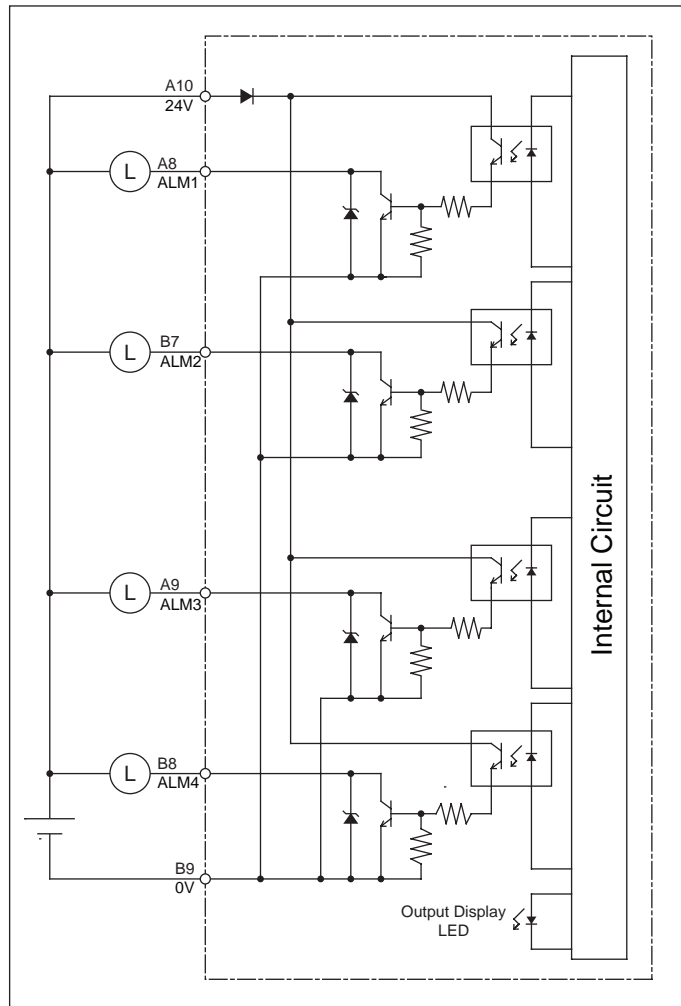 A10
24V
L
A8
ALM1
L
B7
ALM2
L
A9
ALM3
L
B8
ALM4
B9
0V
Internal Circuit
Output Display
LED